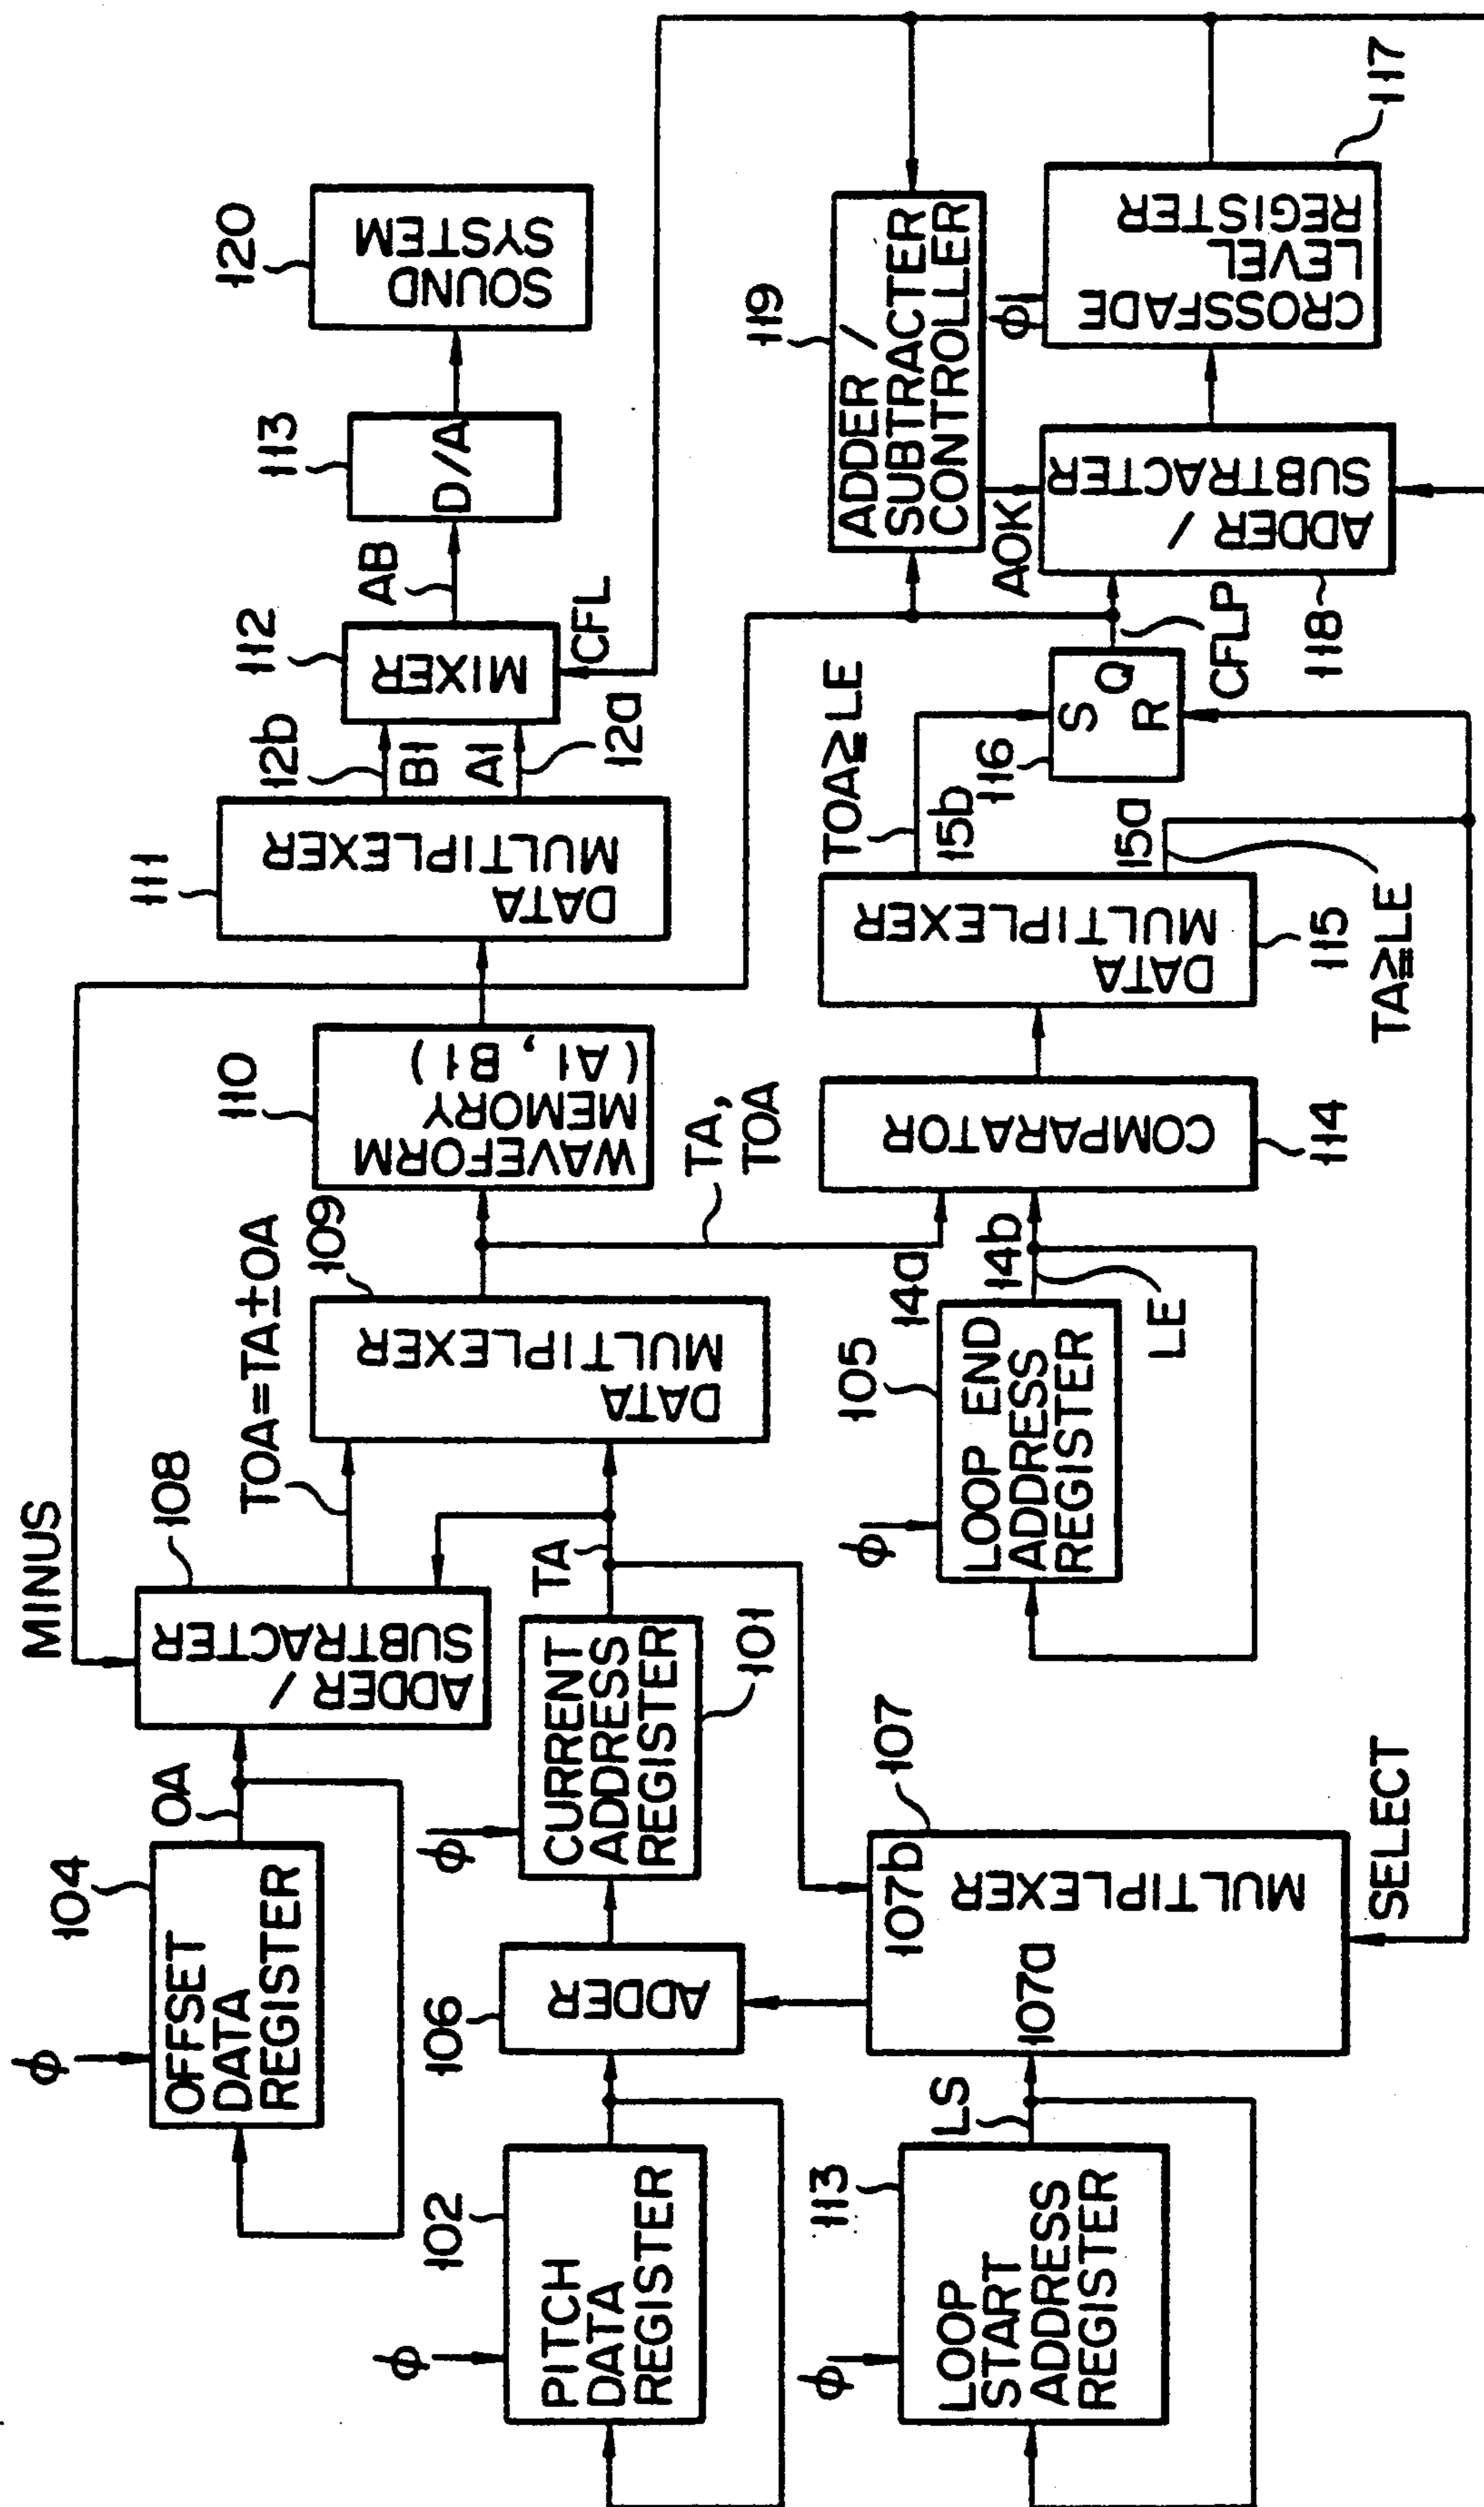 MINUS
φ
104
OFFSET
DATA
REGISTER
OA
108
ADDER /
SUBTRACTER
TOA=TA±OA
109
DATA
MULTIPLEXER
110
WAVEFORM
MEMORY
(A1, B1)
111
DATA
MULTIPLEXER
12b
B1
A1
12a
112
MIXER
CFL
AB
113
D/A
120
SOUND
SYSTEM
φ
102
PITCH
DATA
REGISTER
106
ADDER
φ
CURRENT
ADDRESS
REGISTER
101
TA
TA,
TOA
φ
113
LOOP
START
ADDRESS
REGISTER
LS
107
107b
107a
MULTIPLEXER
SELECT
φ
105
LOOP END
ADDRESS
REGISTER
LE
14a
14b
COMPARATOR
114
DATA
MULTIPLEXER
115
TOA≧LE
15b
15a
TA≧LE
116
S
Q
R
CFLP
119
ADDER /
SUBTRACTER
CONTROLLER
AOK
ADDER /
SUBTRACTER
118
φ
CROSSFADE
LEVEL
REGISTER
117